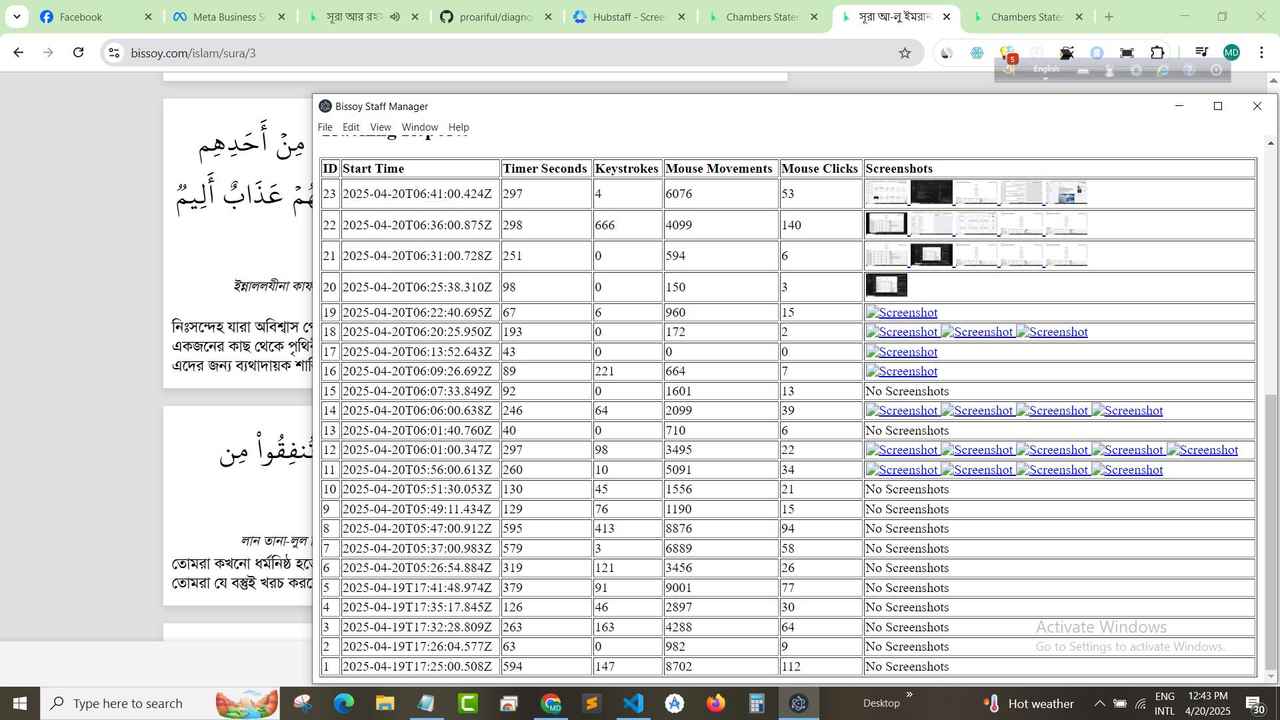 Facebook
Meta Business S
সূরা আর রহ
proariful/diagno
Hubstaff - Scree
Chambers State
সূরা আ-লু ইমরান
Chambers State
bissoy.com/islam/sura/3
MD
5
English
Bissoy Staff Manager
File Edit View Window Help
ID Start Time Timer Seconds Keystrokes Mouse Movements Mouse Clicks Screenshots
23 2025-04-20T06:41:00.424Z 297 4 6076 53
22 2025-04-20T06:36:00.875Z 298 666 4099 140
21 2025-04-20T06:31:00.728Z 251 0 594 6
20 2025-04-20T06:25:38.310Z 98 0 150 3
19 2025-04-20T06:22:40.695Z 67 6 960 15 Screenshot
18 2025-04-20T06:20:25.950Z 193 0 172 2 Screenshot Screenshot Screenshot
17 2025-04-20T06:13:52.643Z 43 0 0 0 Screenshot
16 2025-04-20T06:09:26.692Z 89 221 664 7 Screenshot
15 2025-04-20T06:07:33.849Z 92 0 1601 13 No Screenshots
14 2025-04-20T06:06:00.638Z 246 64 2099 39 Screenshot Screenshot Screenshot Screenshot
13 2025-04-20T06:01:40.760Z 40 0 710 6 No Screenshots
12 2025-04-20T06:01:00.347Z 297 98 3495 22 Screenshot Screenshot Screenshot Screenshot Screenshot
11 2025-04-20T05:56:00.613Z 260 10 5091 34 Screenshot Screenshot Screenshot Screenshot
10 2025-04-20T05:51:30.053Z 130 45 1556 21 No Screenshots
9 2025-04-20T05:49:11.434Z 129 76 1190 15 No Screenshots
8 2025-04-20T05:47:00.912Z 595 413 8876 94 No Screenshots
7 2025-04-20T05:37:00.983Z 579 3 6889 58 No Screenshots
6 2025-04-20T05:26:54.884Z 319 121 3456 26 No Screenshots
5 2025-04-19T17:41:48.974Z 379 91 9001 77 No Screenshots
4 2025-04-19T17:35:17.845Z 126 46 2897 30 No Screenshots
3 2025-04-19T17:32:28.809Z 263 163 4288 64 No Screenshots
2 2025-04-19T17:26:04.577Z 63 0 982 9 No Screenshots
1 2025-04-19T17:25:00.508Z 594 147 8702 112 No Screenshots
مِنْ أَحَدِهِم
هُمْ عَذَابٌ أَلِيمٌ
ইন্নাললযীনা কাফ
নিঃসন্দেহ যারা অবিশ্বাস পো
একজনের কাছ থেকে পৃথি
এদের জন্য ব্যথাদায়ক শাস্তি
تُنفِقُواْ مِن
লান তানা-লুল
তোমরা কখনো ধর্মনিষ্ঠ হতে
তোমরা যে বস্তুই খরচ কর
Activate Windows
Go to Settings to activate Windows.
Type here to search
Desktop
Hot weather
ENG
INTL
12:43 PM
4/20/2025
30